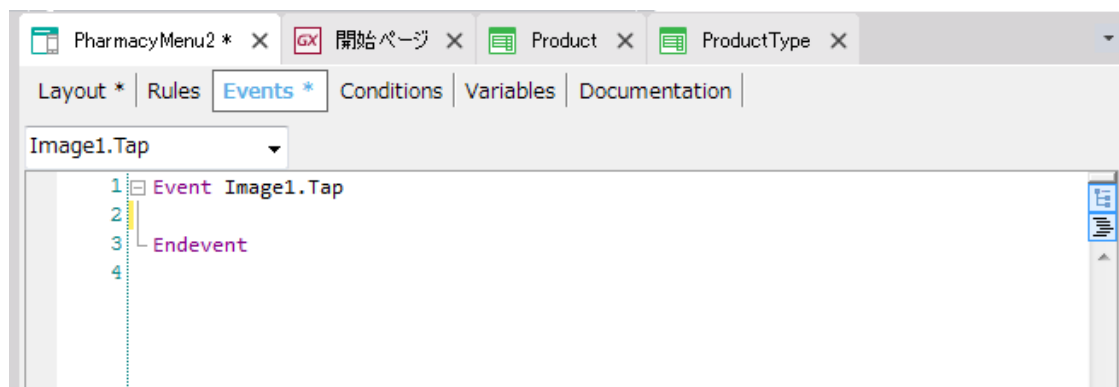 PharmacyMenu2 * GX 開始ページ Product ProductType
Layout * Rules Events * Conditions Variables Documentation
Image1.Tap
1 Event Image1.Tap
2
3 Endevent
4